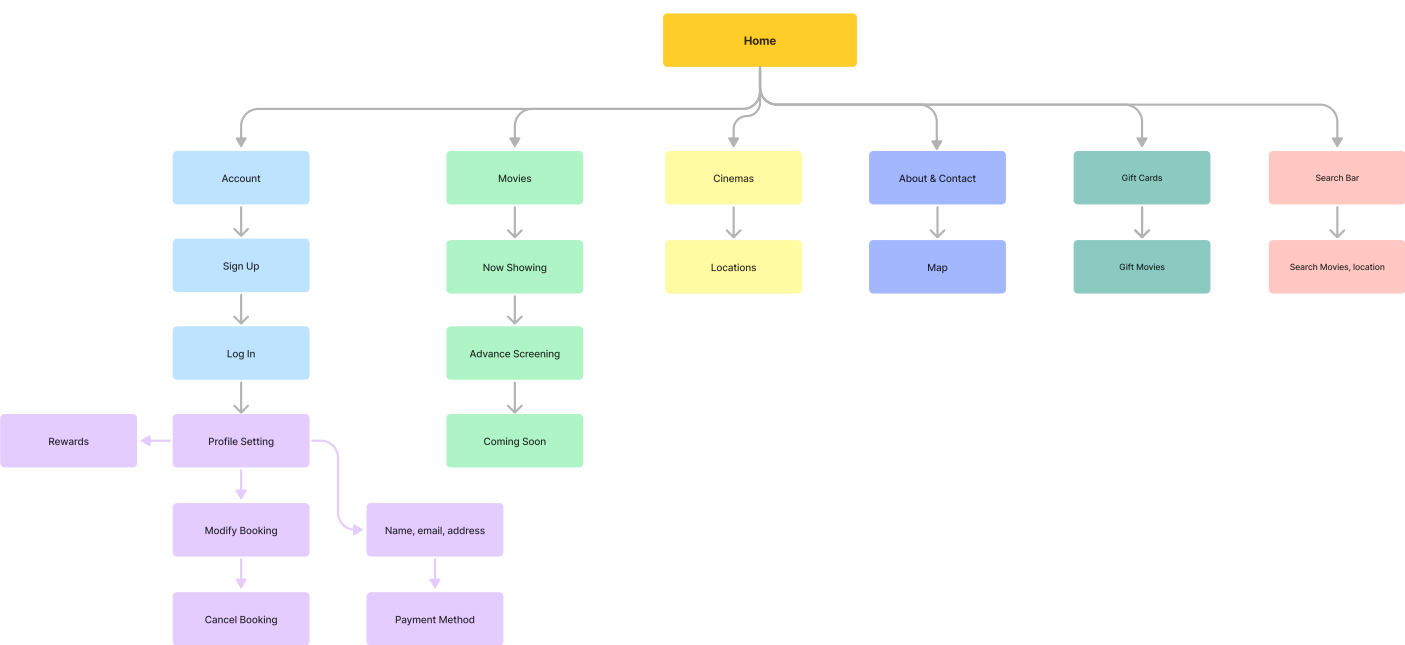 Home
Account
Movies
Cinemas
About & Contact
Gift Cards
Search Bar
Sign Up
Now Showing
Locations
Map
Gift Movies
Search Movies, location
Log In
Advance Screening
Rewards
Profile Setting
Coming Soon
Modify Booking
Name, email, address
Cancel Booking
Payment Method